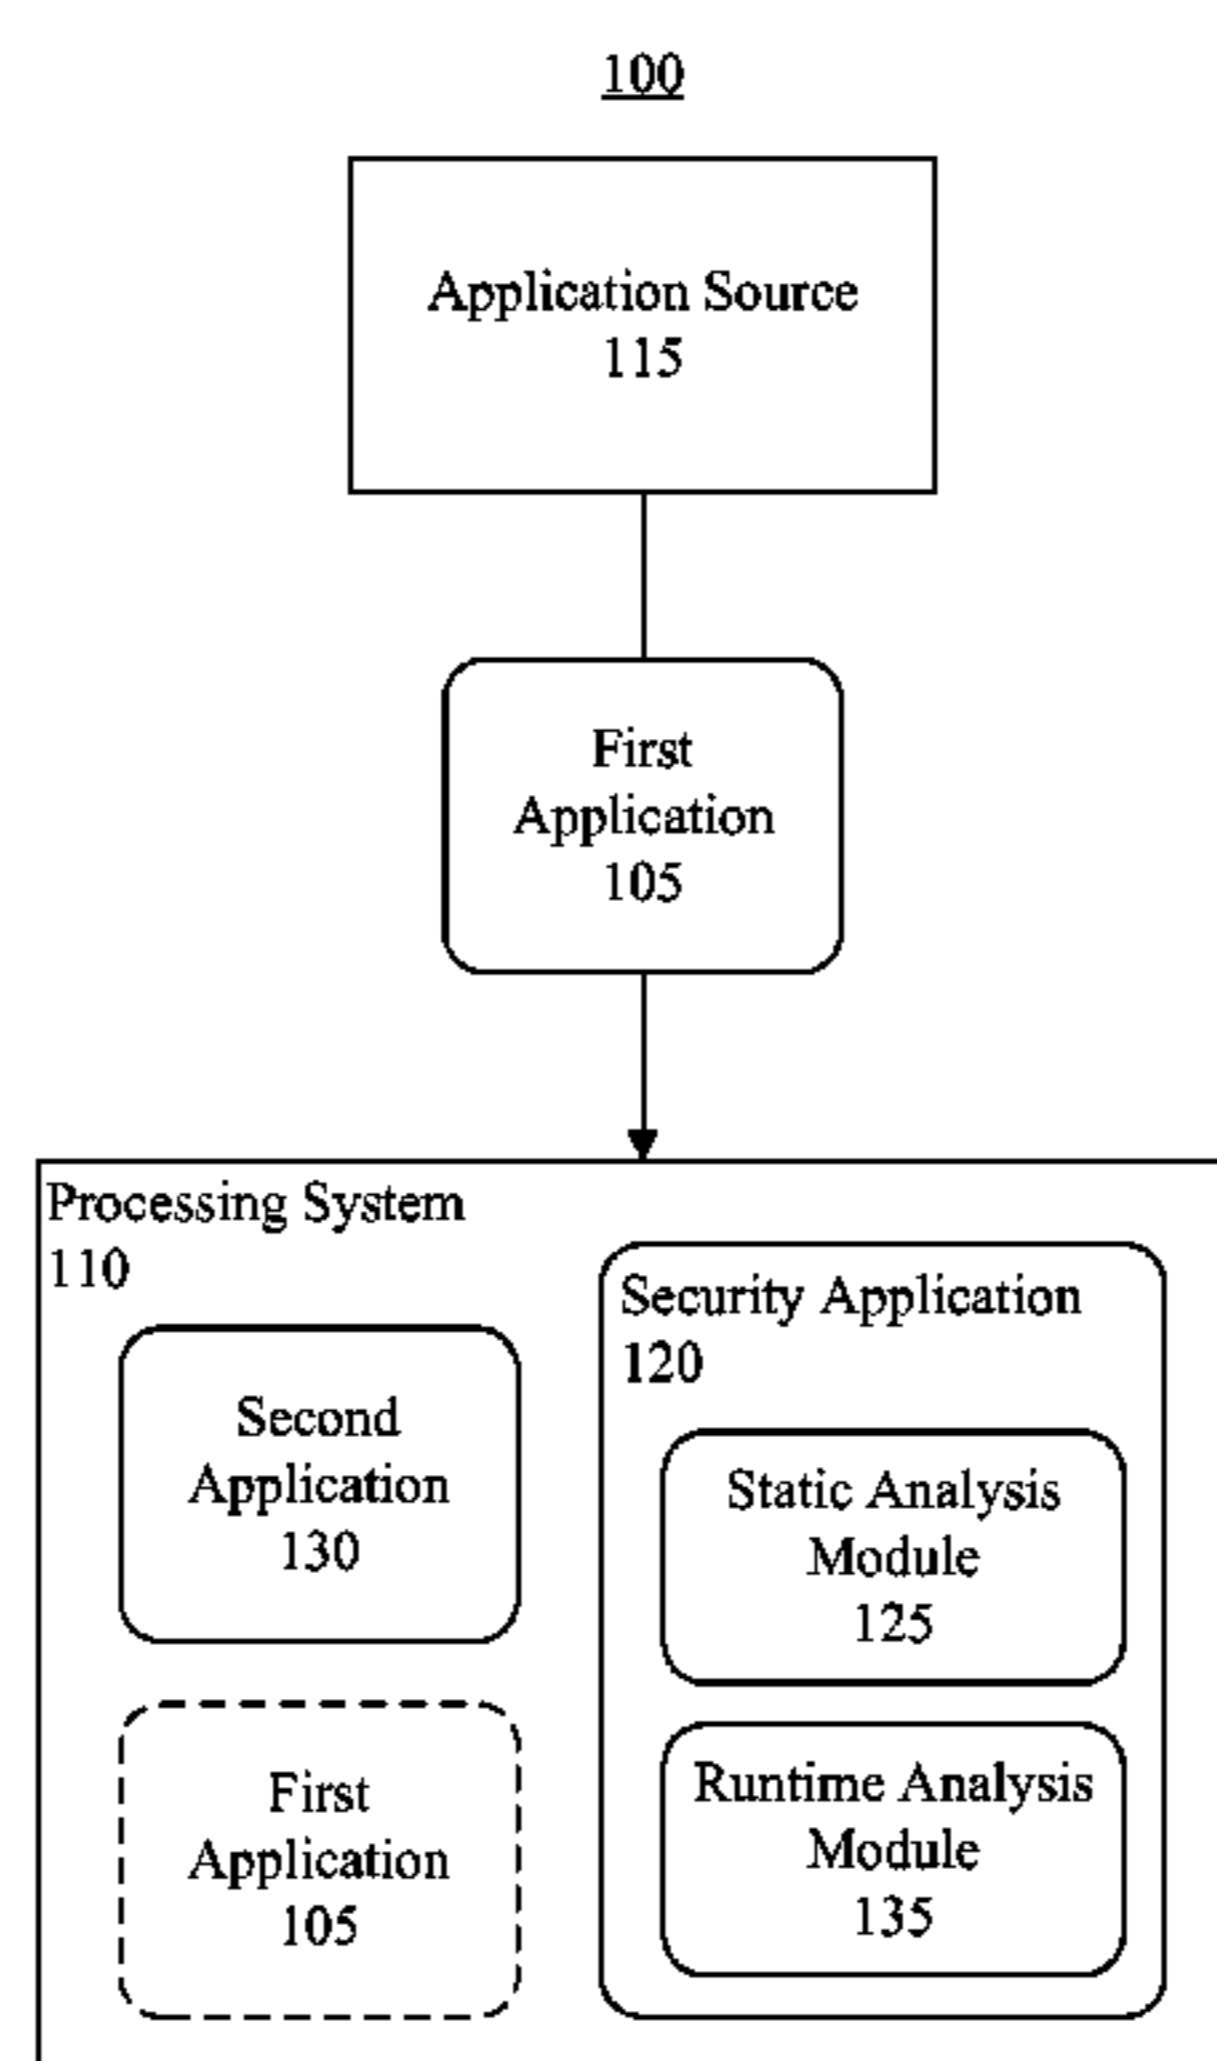 100
Application Source
115
First
Application
105
Processing System
110
Second
Application
130
First
Application
105
Security Application
120
Static Analysis
Module
125
Runtime Analysis
Module
135